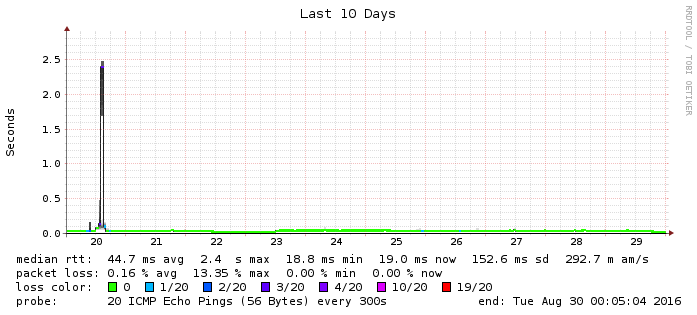 Last 10 Days
RRDTOOL / TOBI OETIKER
Seconds
2.5
2.0
1.5
1.0
0.5
0.0
20 21 22 23 24 25 26 27 28 29
median rtt: 44.7 ms avg 2.4 s max 18.8 ms min 19.0 ms now 152.6 ms sd 292.7 m am/s
packet loss: 0.16 % avg 13.35 % max 0.00 % min 0.00 % now
loss color: 0 1/20 2/20 3/20 4/20 10/20 19/20
probe: 20 ICMP Echo Pings (56 Bytes) every 300s end: Tue Aug 30 00:05:04 2016